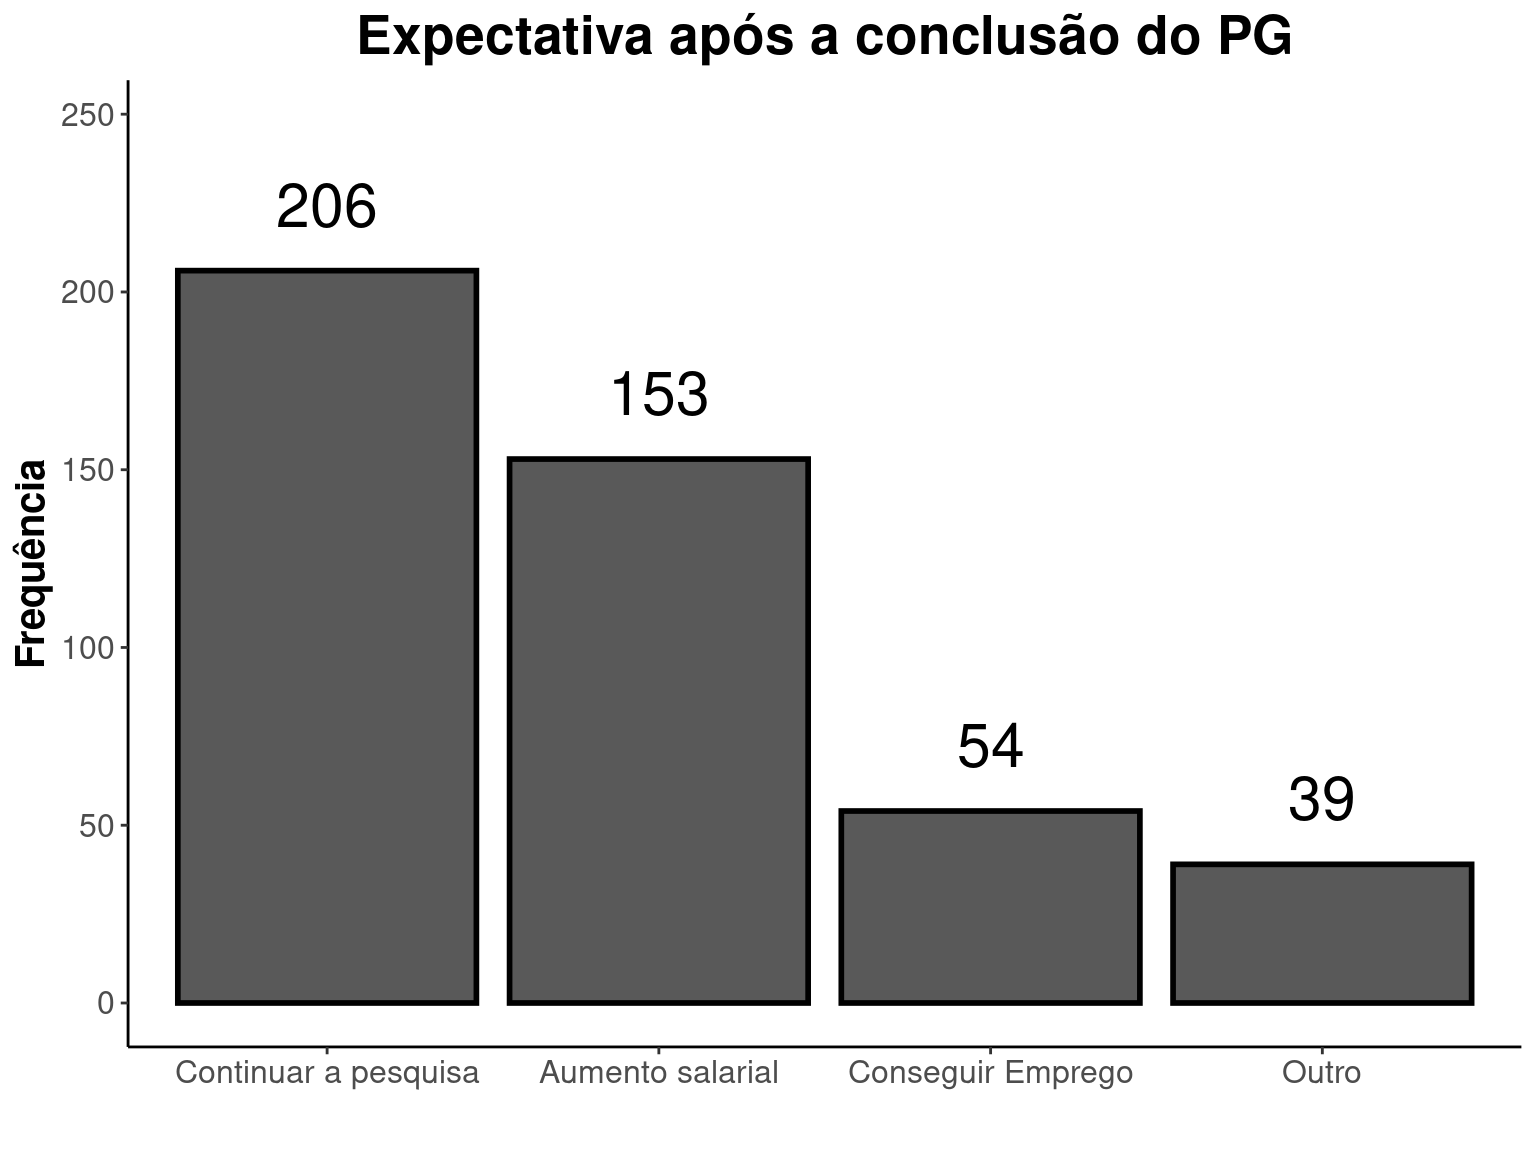 Expectativa após a conclusão do PG
Frequência
250
200
150
100
50
0
206
153
54
39
Continuar a pesquisa
Aumento salarial
Conseguir Emprego
Outro